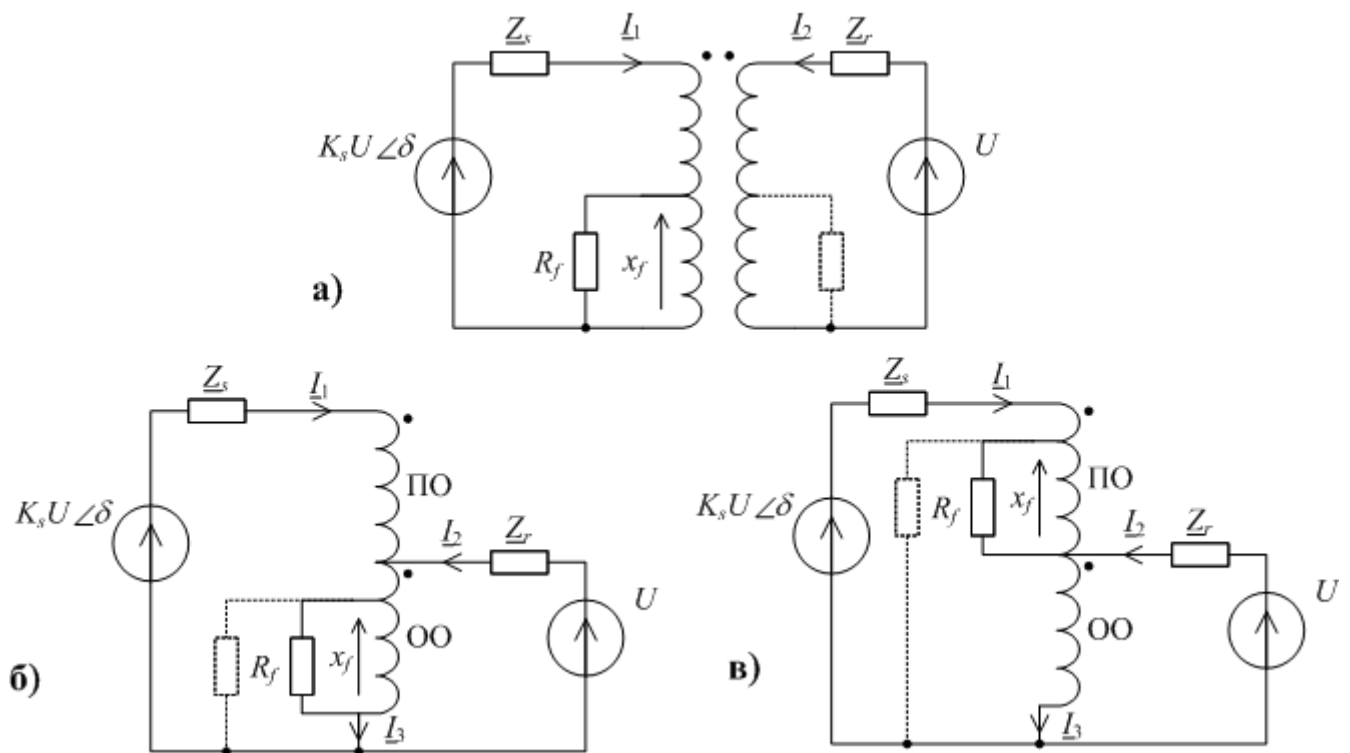 Z_s I_1 I_2 Z_r
K_sU∠δ U
R_f x_f
а)
Z_s I_1
ПО
K_sU∠δ I_2 Z_r
U
ОО
R_f x_f
б) I_3
Z_s I_1
ПО
K_sU∠δ R_f x_f
I_2 Z_r
U
ОО
в) I_3